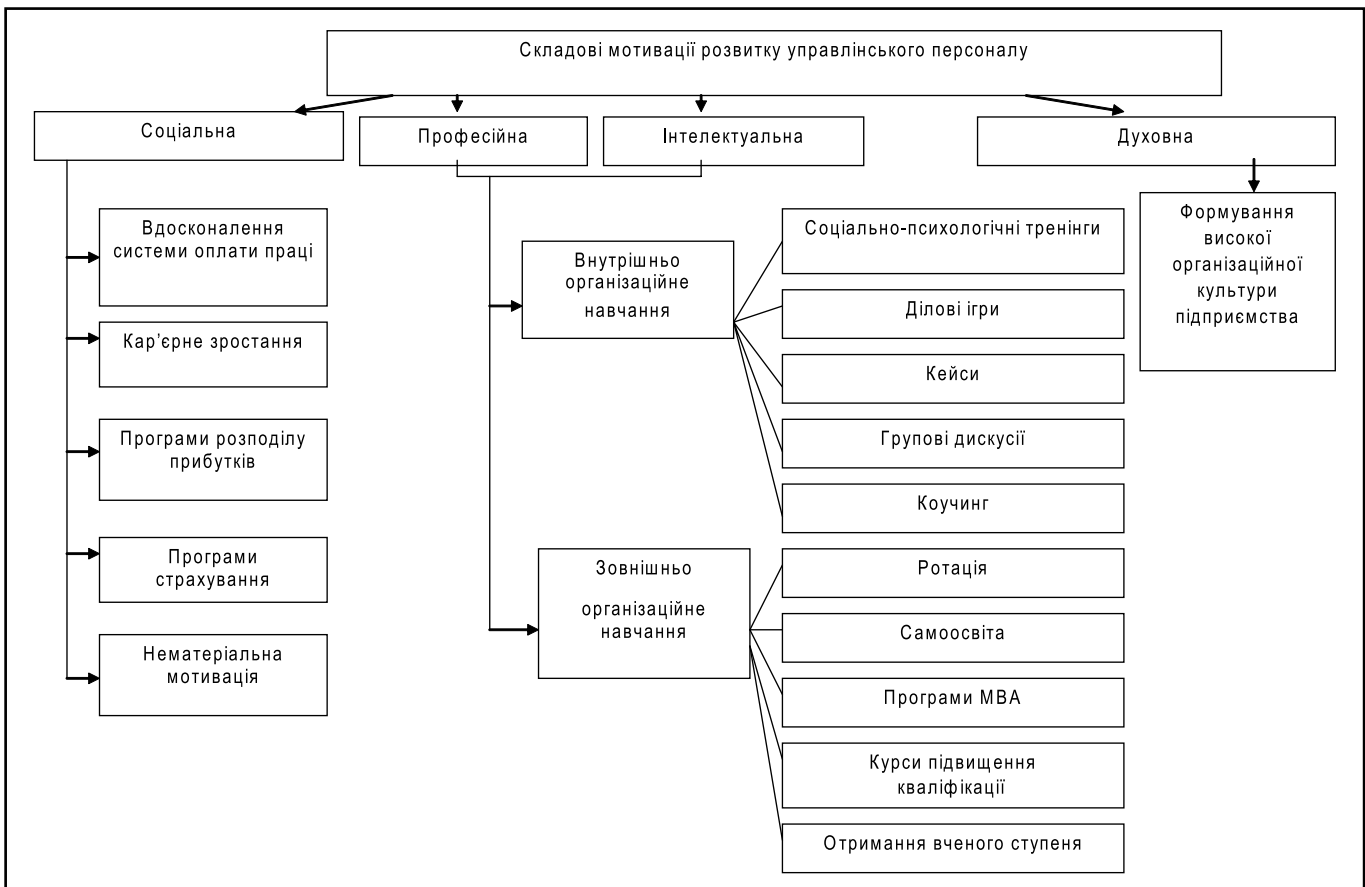 Складові мотивації розвитку управлінського персоналу
Соціальна
Професійна
Інтелектуальна
Духовна
Вдосконалення
системи оплати праці
Кар’єрне зростання
Програми розподілу
прибутків
Програми
страхування
Нематеріальна
мотивація
Внутрішньо
організаційне
навчання
Соціально-психологічні тренінги
Ділові ігри
Кейси
Групові дискусії
Коучинг
Зовнішньо
організаційне
навчання
Ротація
Самоосвіта
Програми МВА
Курси підвищення
кваліфікації
Отримання вченого ступеня
Формування
високої
організаційної
культури
підприємства